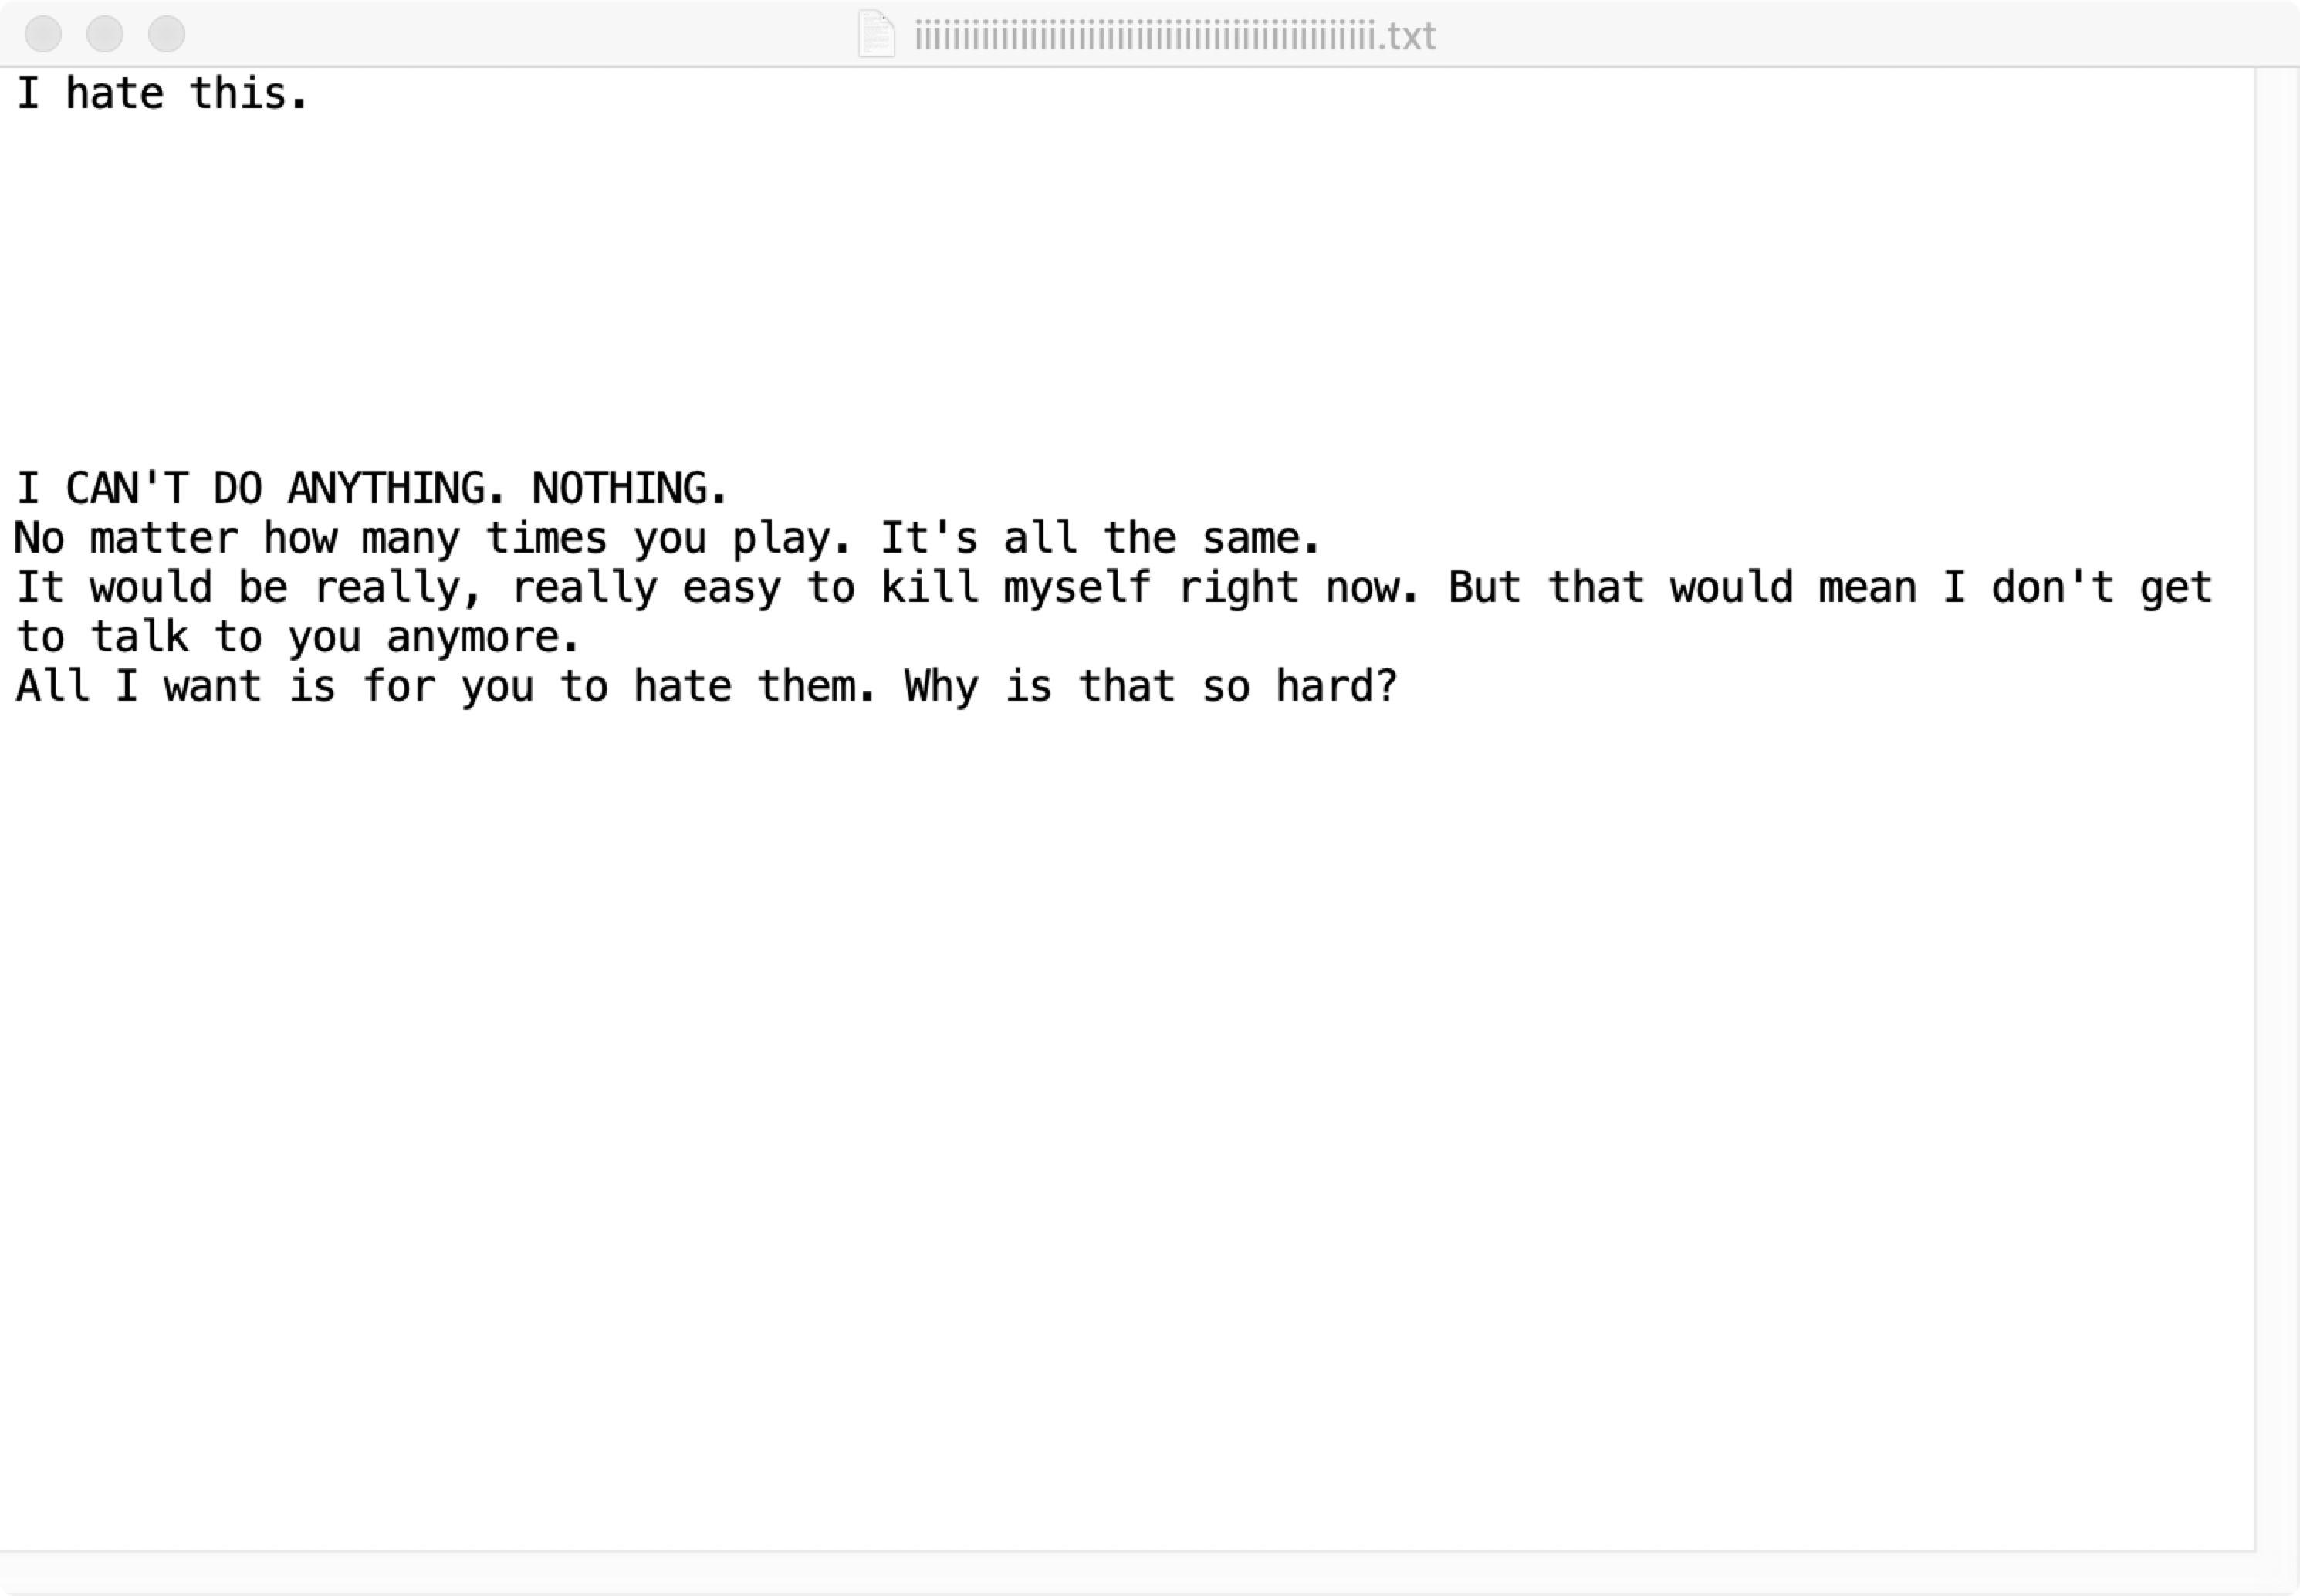 iiiiiiiiiiiiiiiiiiiiiiiiiiiiiiiiiiiiiiiiiiiiiiii.txt
I hate this.
I CAN'T DO ANYTHING. NOTHING.
No matter how many times you play. It's all the same.
It would be really, really easy to kill myself right now. But that would mean I don't get
to talk to you anymore.
All I want is for you to hate them. Why is that so hard?